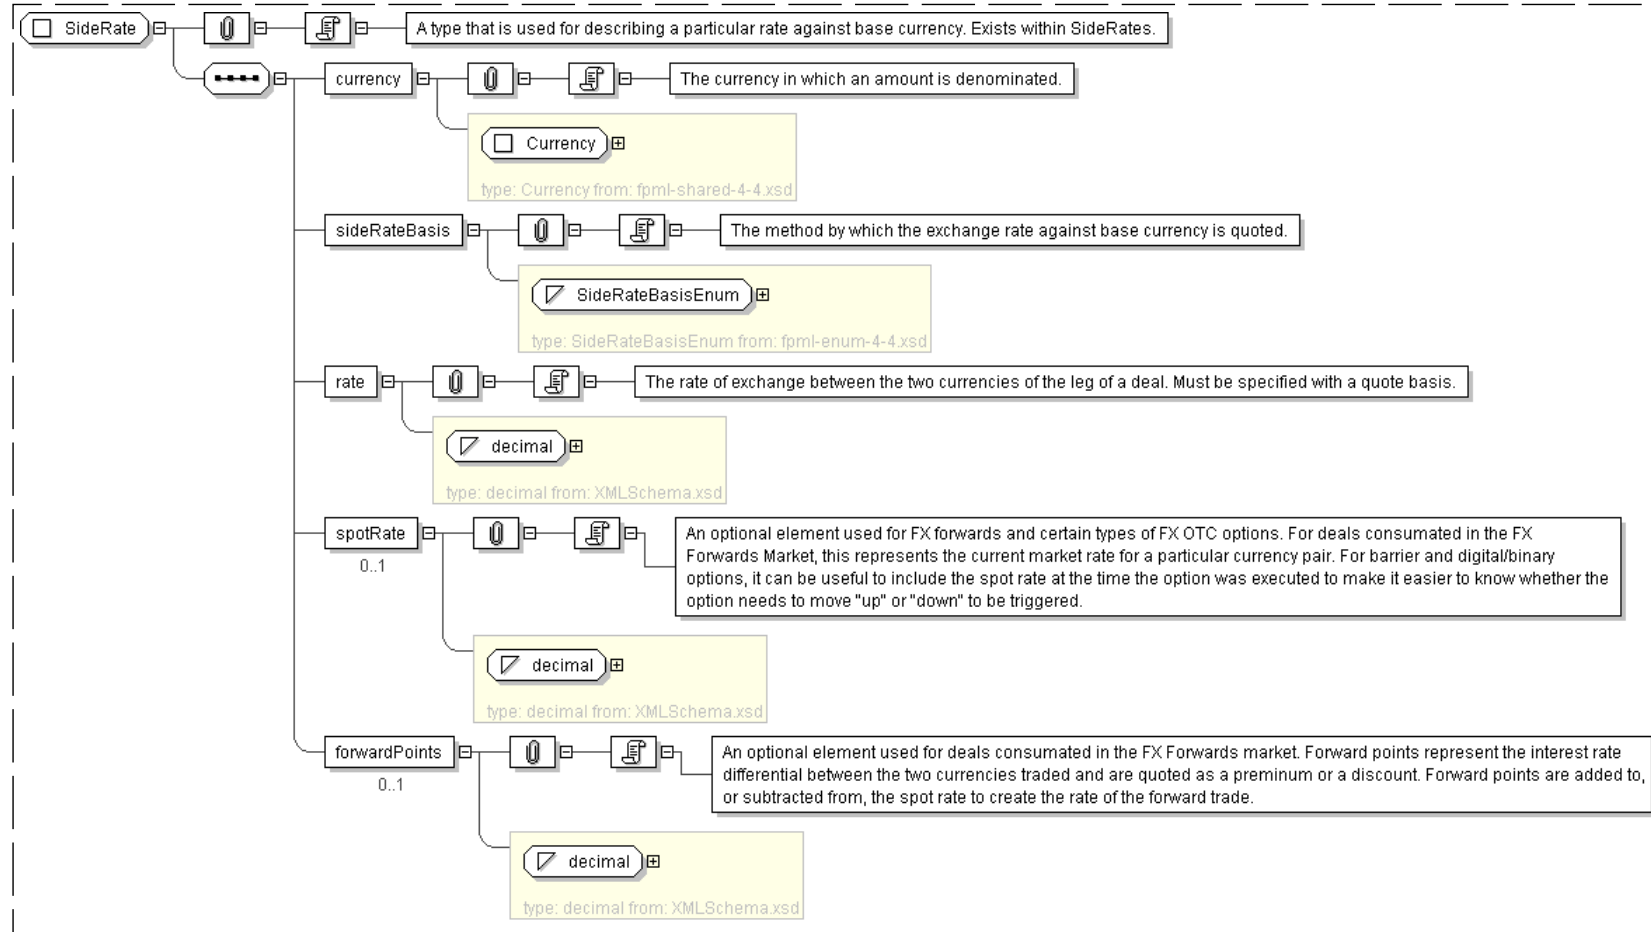 SideRate
A type that is used for describing a particular rate against base currency. Exists within SideRates.
currency
The currency in which an amount is denominated.
Currency
type: Currency from: fpml-shared-4-4.xsd
sideRateBasis
The method by which the exchange rate against base currency is quoted.
SideRateBasisEnum
type: SideRateBasisEnum from: fpml-enum-4-4.xsd
rate
The rate of exchange between the two currencies of the leg of a deal. Must be specified with a quote basis.
decimal
type: decimal from: XMLSchema.xsd
spotRate
0..1
An optional element used for FX forwards and certain types of FX OTC options. For deals consumated in the FX
Forwards Market, this represents the current market rate for a particular currency pair. For barrier and digital/binary
options, it can be useful to include the spot rate at the time the option was executed to make it easier to know whether the
option needs to move "up" or "down" to be triggered.
decimal
type: decimal from: XMLSchema.xsd
forwardPoints
0..1
An optional element used for deals consumated in the FX Forwards market. Forward points represent the interest rate
differential between the two currencies traded and are quoted as a preminum or a discount. Forward points are added to,
or subtracted from, the spot rate to create the rate of the forward trade.
decimal
type: decimal from: XMLSchema.xsd